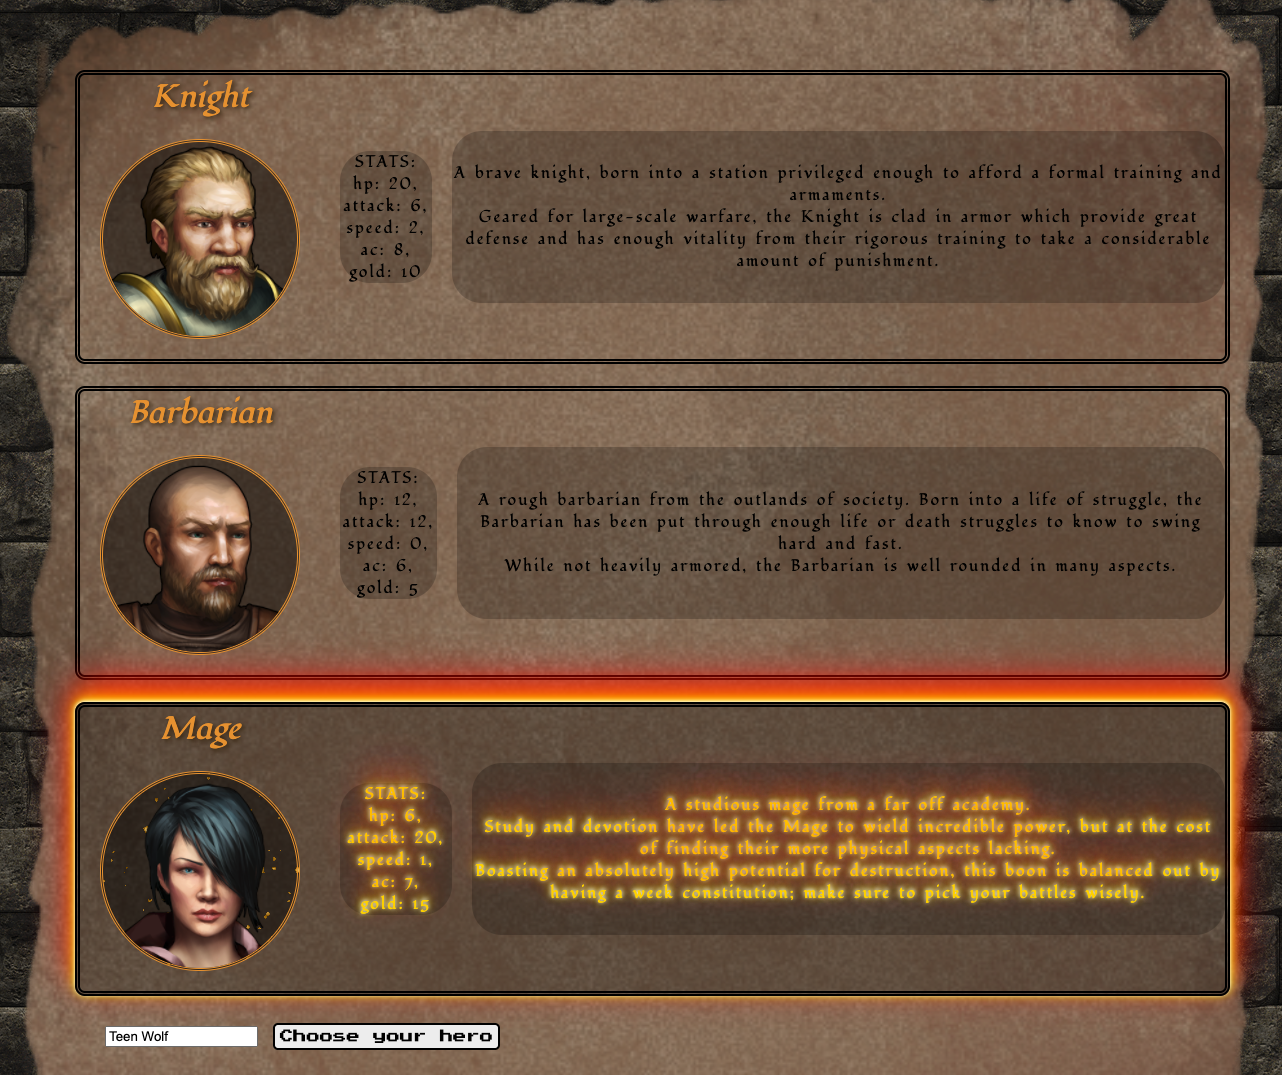 Knight
STATS:
hp: 20,
attack: 6,
speed: 2,
ac: 8,
gold: 10
A brave knight, born into a station privileged enough to afford a formal training and
armaments.
Geared for large-scale warfare, the Knight is clad in armor which provide great
defense and has enough vitality from their rigorous training to take a considerable
amount of punishment.
Barbarian
STATS:
hp: 12,
attack: 12,
speed: 0,
ac: 6,
gold: 5
A rough barbarian from the outlands of society. Born into a life of struggle, the
Barbarian has been put through enough life or death struggles to know to swing
hard and fast.
While not heavily armored, the Barbarian is well rounded in many aspects.
Mage
STATS:
hp: 6,
attack: 20,
speed: 1,
ac: 7,
gold: 15
A studious mage from a far off academy.
Study and devotion have led the Mage to wield incredible power, but at the cost
of finding their more physical aspects lacking.
Boasting an absolutely high potential for destruction, this boon is balanced out by
having a week constitution; make sure to pick your battles wisely.
Teen Wolf
Choose your hero